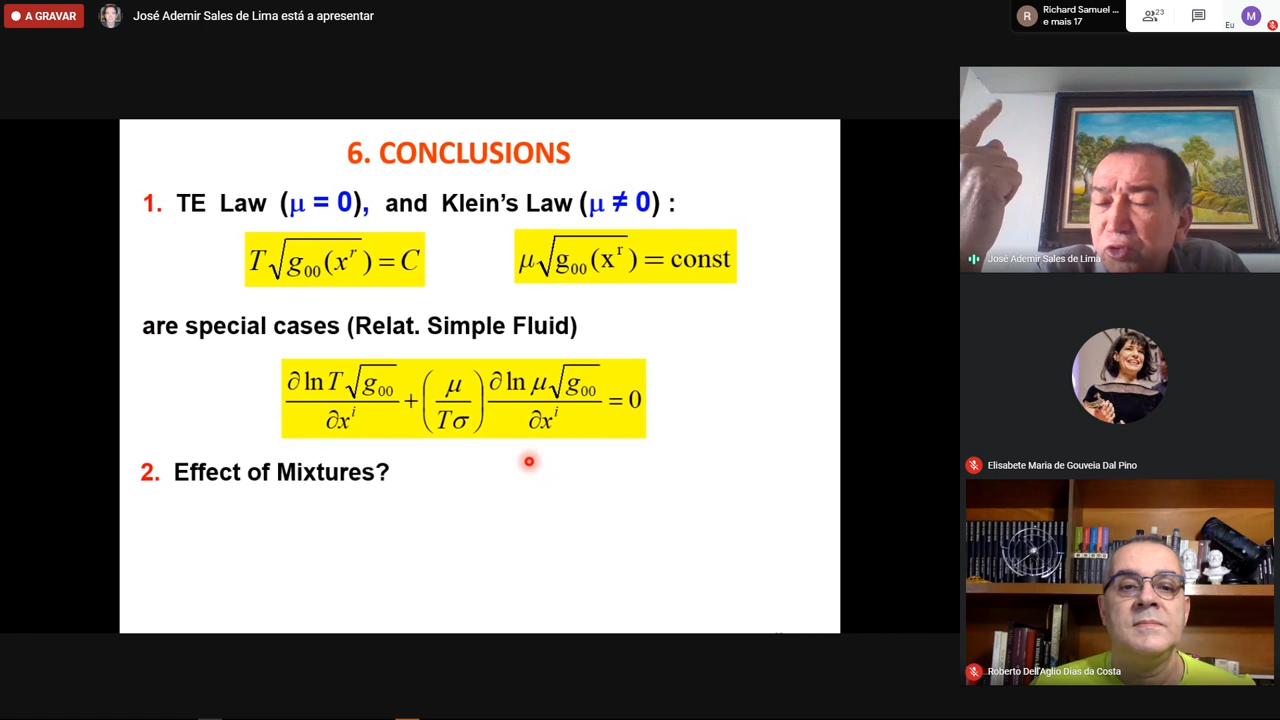 A GRAVAR
José Ademir Sales de Lima está a apresentar
R
Richard Samuel ...
e mais 17
23
Eu
M
6. CONCLUSIONS
1. TE Law (μ = 0), and Klein's Law (μ ≠ 0) :
T√g₀₀(xʳ) = C
μ√g₀₀(xʳ) = const
are special cases (Relat. Simple Fluid)
∂ ln T√g₀₀ / ∂xⁱ + (μ / Tσ) ∂ ln μ√g₀₀ / ∂xⁱ = 0
2. Effect of Mixtures?
José Ademir Sales de Lima
Elisabete Maria de Gouveia Dal Pino
Roberto Dell'Aglio Dias da Costa